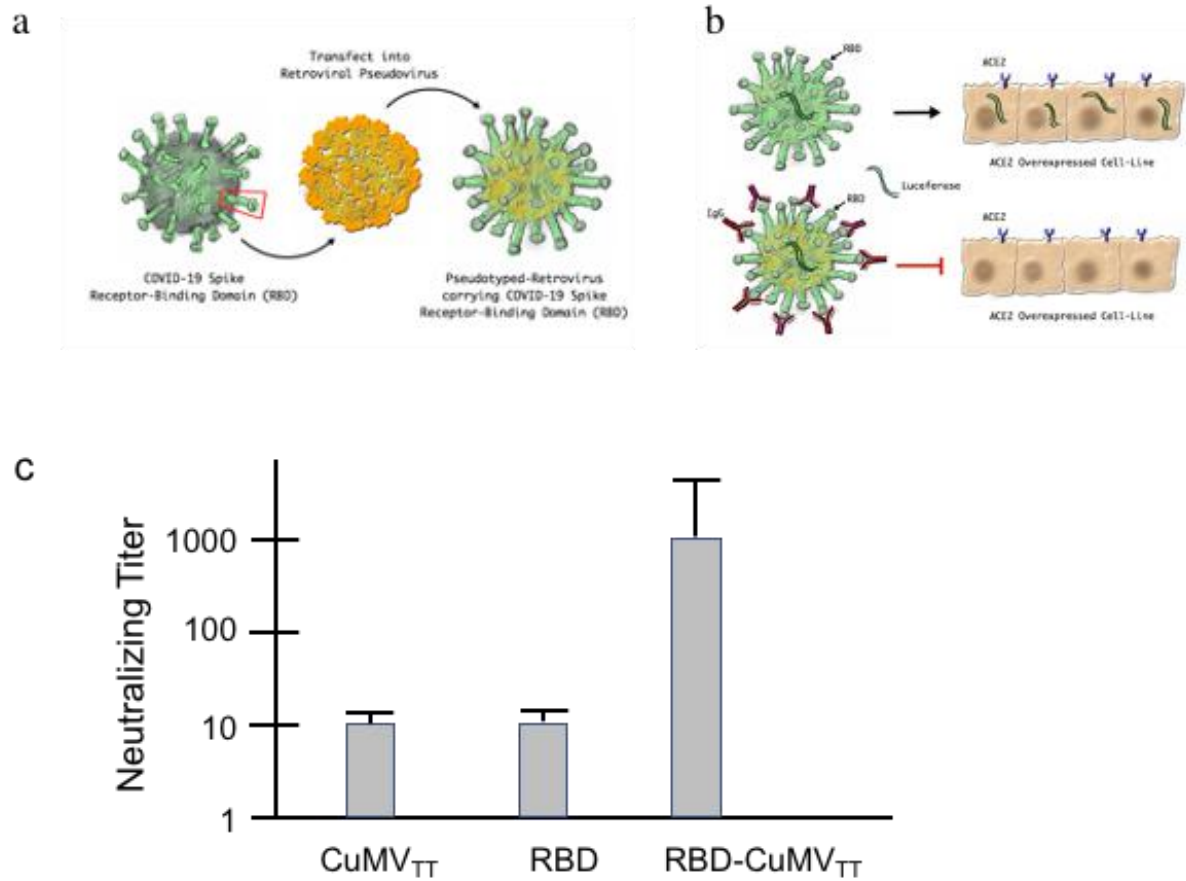 a
Transfect into
Retroviral Pseudovirus
COVID-19 Spike
Receptor-Binding Domain (RBD)
Pseudotyped-Retrovirus
carrying COVID-19 Spike
Receptor-Binding Domain (RBD)
b
RBD
ACE2
ACE2 Overexpressed Cell-Line
Luceferase
IgG
RBD
ACE2
ACE2 Overexpressed Cell-Line
c
Neutralizing Titer
1000
100
10
1
CuMVTT
RBD
RBD-CuMVTT